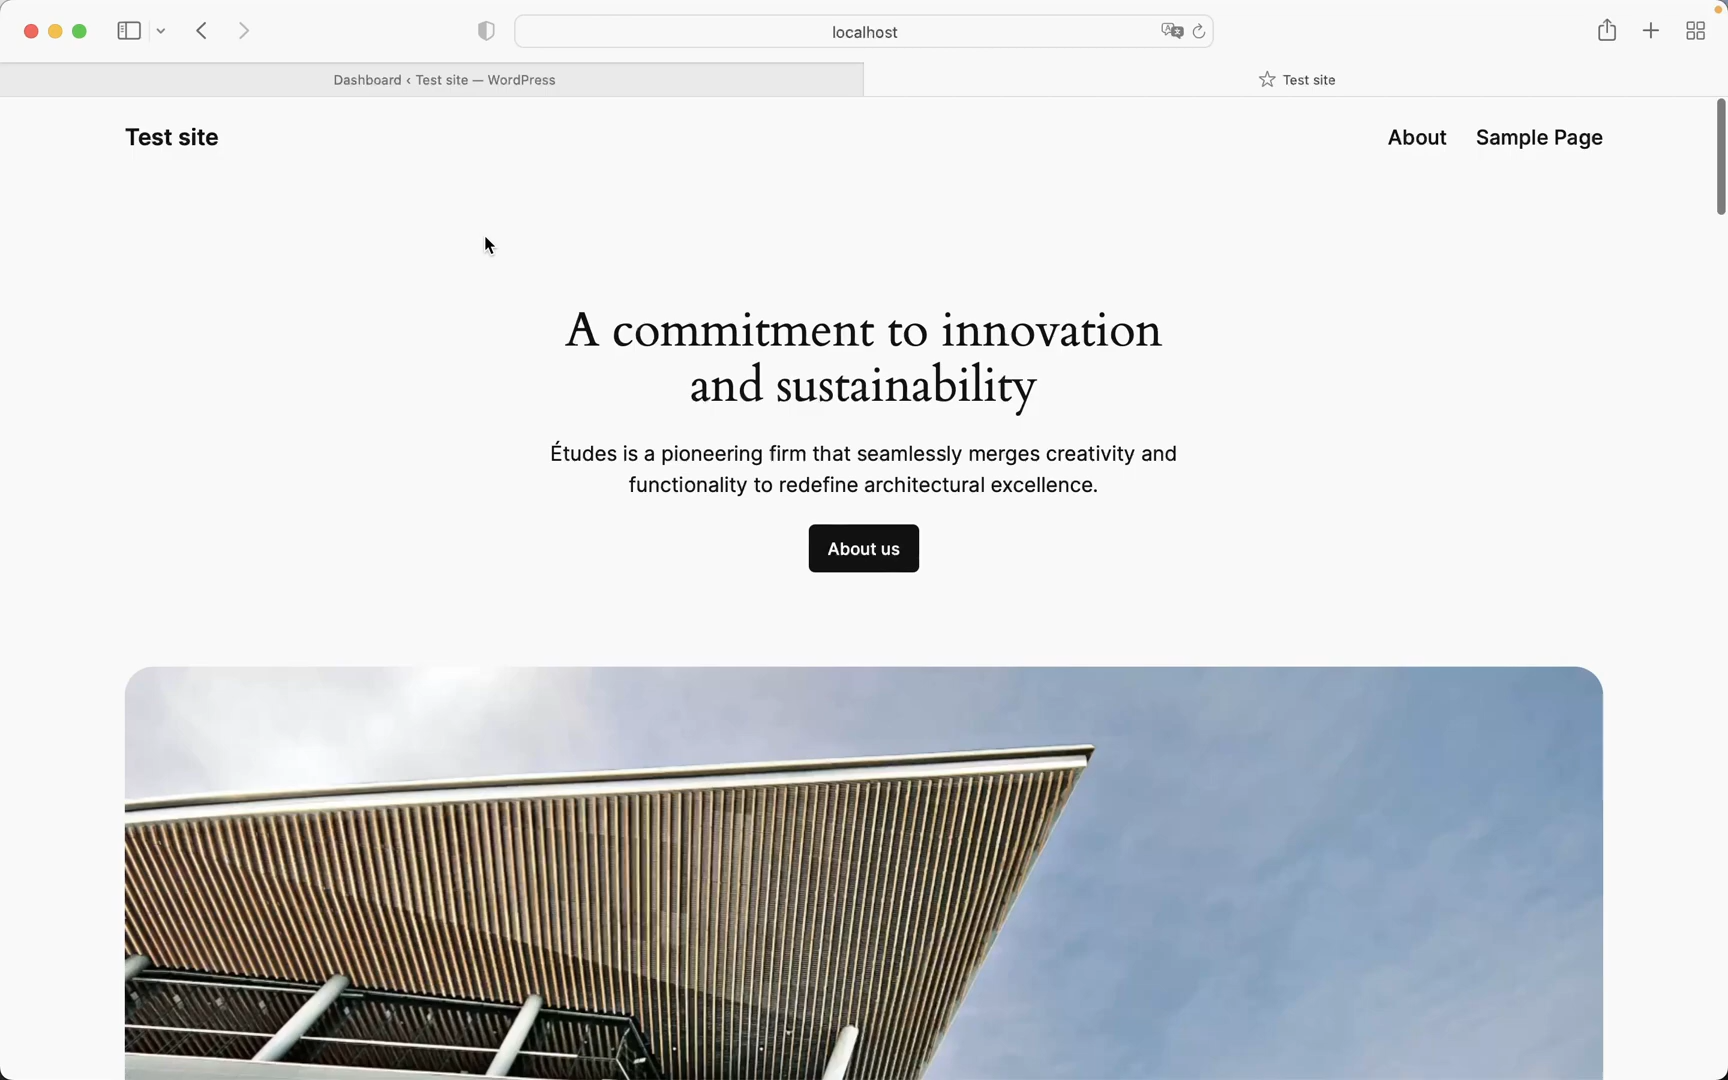 localhost
Dashboard ‹ Test site — WordPress
Test site
Test site
About
Sample Page
A commitment to innovation
and sustainability
Études is a pioneering firm that seamlessly merges creativity and
functionality to redefine architectural excellence.
About us